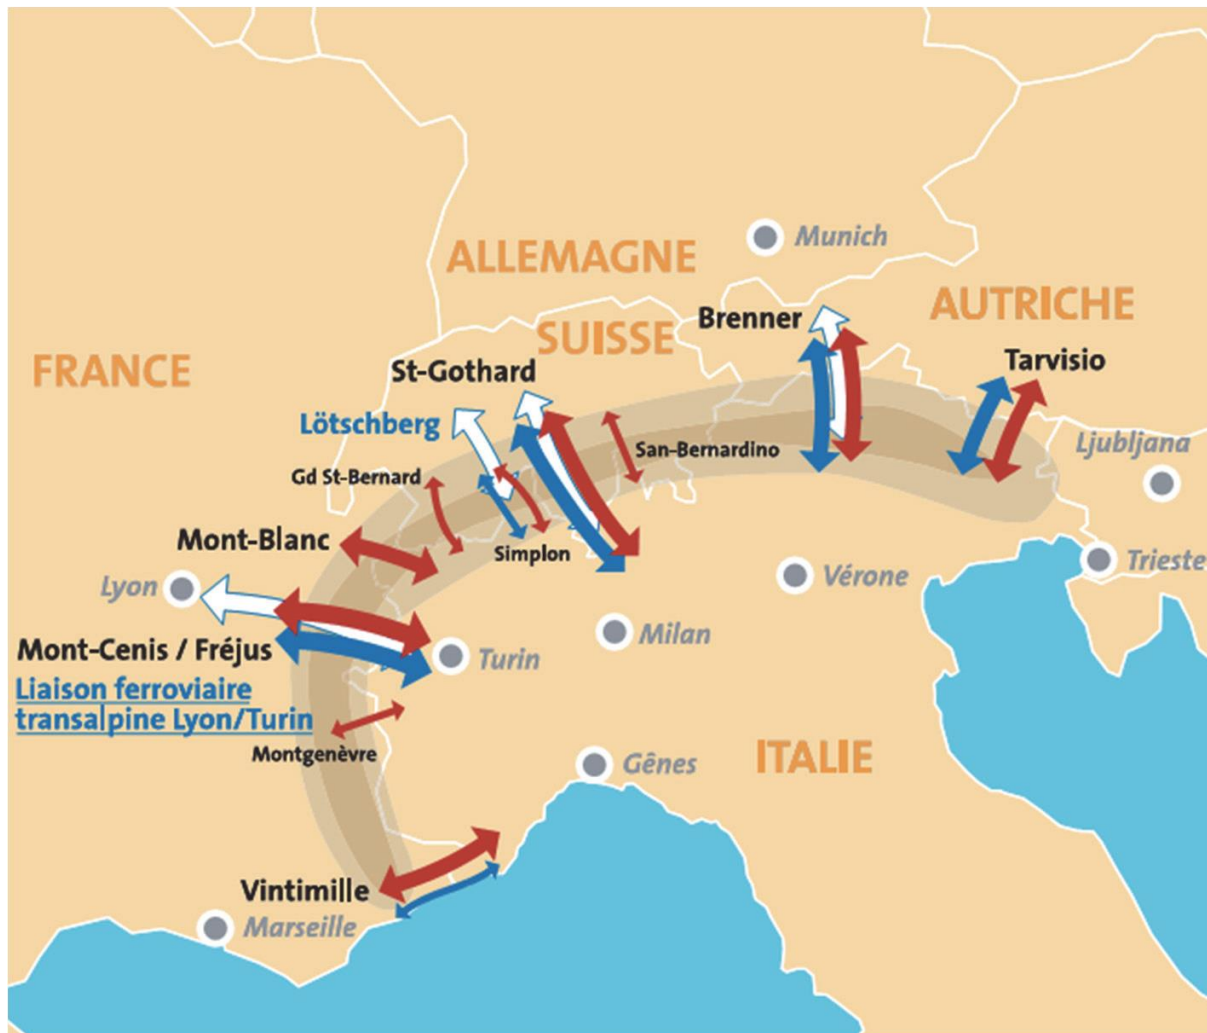 Munich
ALLEMAGNE
AUTRICHE
Brenner
SUISSE
FRANCE
St-Gothard
Tarvisio
Lötschberg
Ljubljana
San-Bernardino
Gd St-Bernard
Mont-Blanc
Simplon
Trieste
Vérone
Lyon
Milan
Mont-Cenis / Fréjus
Turin
Liaison ferroviaire
transalpine Lyon/Turin
Montgenèvre
Gênes
ITALIE
Vintimille
Marseille